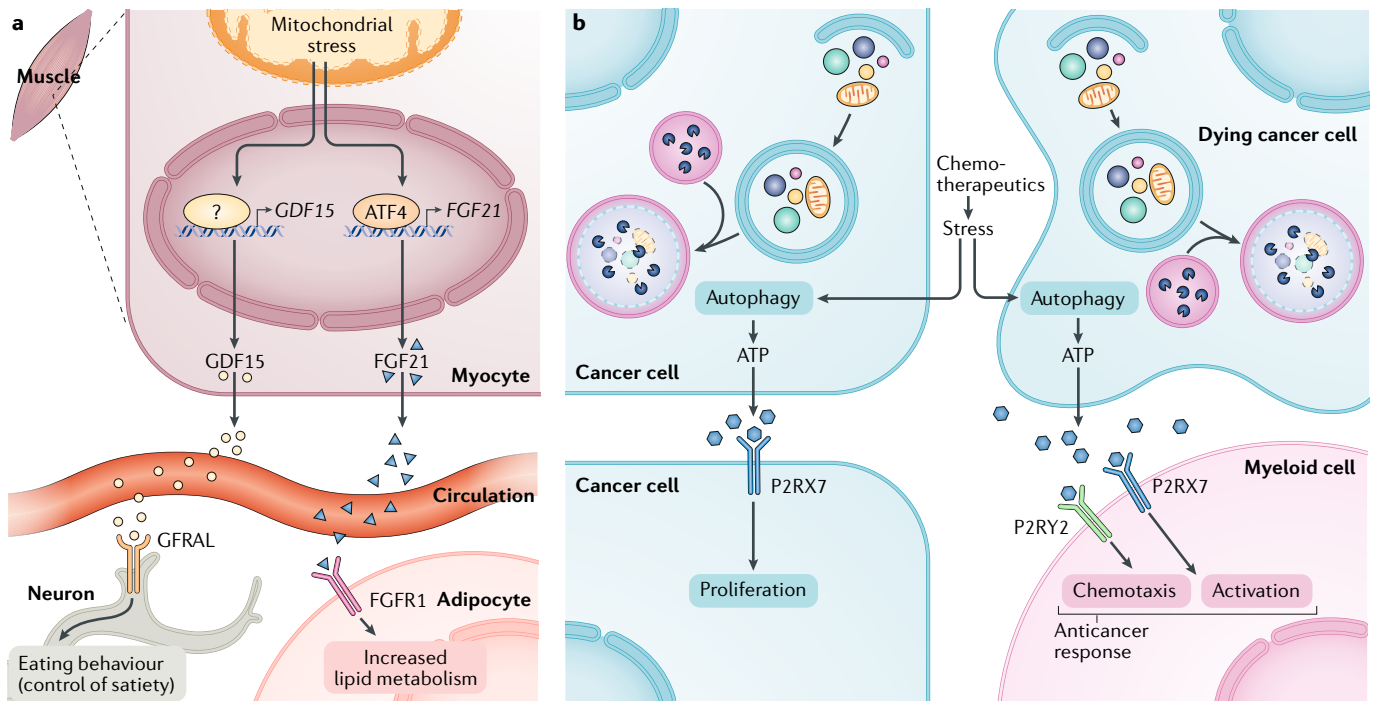 a
Mitochondrial
stress
Muscle
?
GDF15
ATF4
FGF21
GDF15
FGF21
Myocyte
Circulation
GFRAL
Neuron
FGFR1
Adipocyte
Eating behaviour
(control of satiety)
Increased
lipid metabolism
b
Dying cancer cell
Chemo-
therapeutics
Stress
Autophagy
Autophagy
ATP
ATP
Cancer cell
Cancer cell
P2RX7
Proliferation
Myeloid cell
P2RX7
P2RY2
Chemotaxis
Activation
Anticancer
response